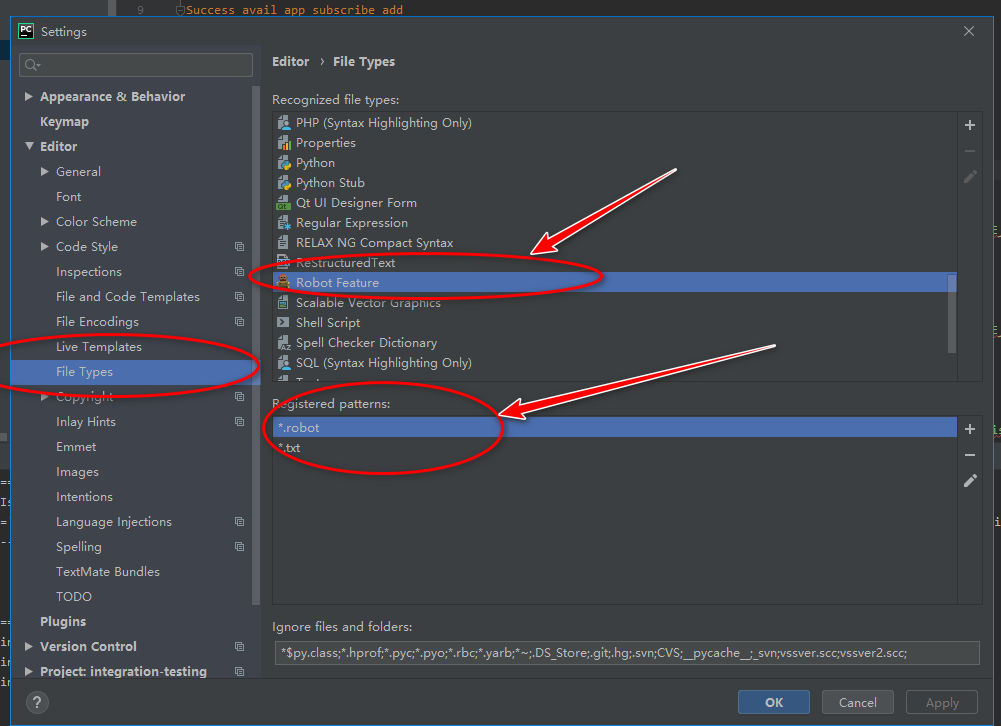 9 Success avail app subscribe add
PC Settings
Editor › File Types
Appearance & Behavior
Keymap
Editor
General
Font
Color Scheme
Code Style
Inspections
File and Code Templates
File Encodings
Live Templates
File Types
Copyright
Inlay Hints
Emmet
Images
Intentions
Language Injections
Spelling
TextMate Bundles
TODO
Plugins
Version Control
Project: integration-testing
Recognized file types:
PHP (Syntax Highlighting Only)
Properties
Python
Python Stub
Qt UI Designer Form
Regular Expression
RELAX NG Compact Syntax
ReStructuredText
Robot Feature
Scalable Vector Graphics
Shell Script
Spell Checker Dictionary
SQL (Syntax Highlighting Only)
Registered patterns:
*.robot
*.txt
Ignore files and folders:
*$py.class;*.hprof;*.pyc;*.pyo;*.rbc;*.yarb;*~;.DS_Store;.git;.hg;.svn;CVS;__pycache__;_svn;vssver.scc;vssver2.scc;
?
OK
Cancel
Apply